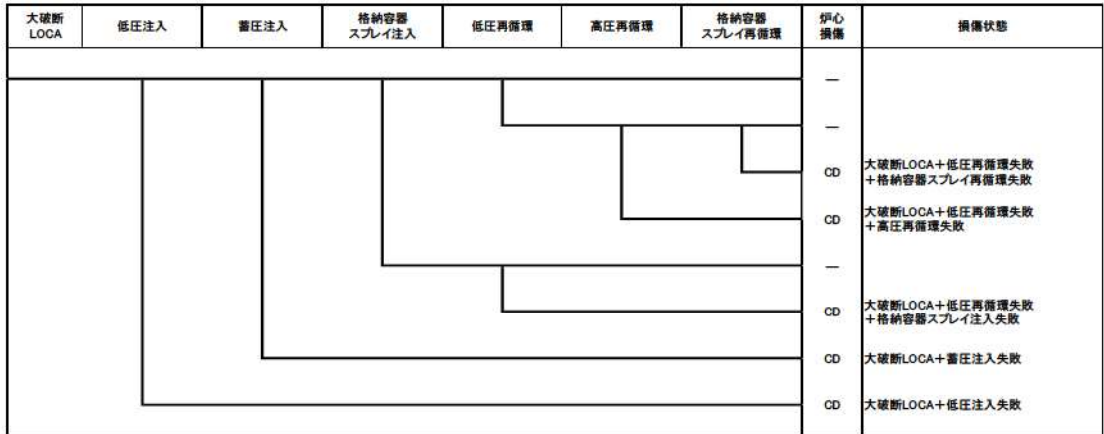 大破断
LOCA
低圧注入
蓄圧注入
格納容器
スプレイ注入
低圧再循環
高圧再循環
格納容器
スプレイ再循環
炉心
損傷
損傷状態
—
—
CD
大破断LOCA＋低圧再循環失敗
＋格納容器スプレイ再循環失敗
CD
大破断LOCA＋低圧再循環失敗
＋高圧再循環失敗
—
CD
大破断LOCA＋低圧再循環失敗
＋格納容器スプレイ注入失敗
CD
大破断LOCA＋蓄圧注入失敗
CD
大破断LOCA＋低圧注入失敗